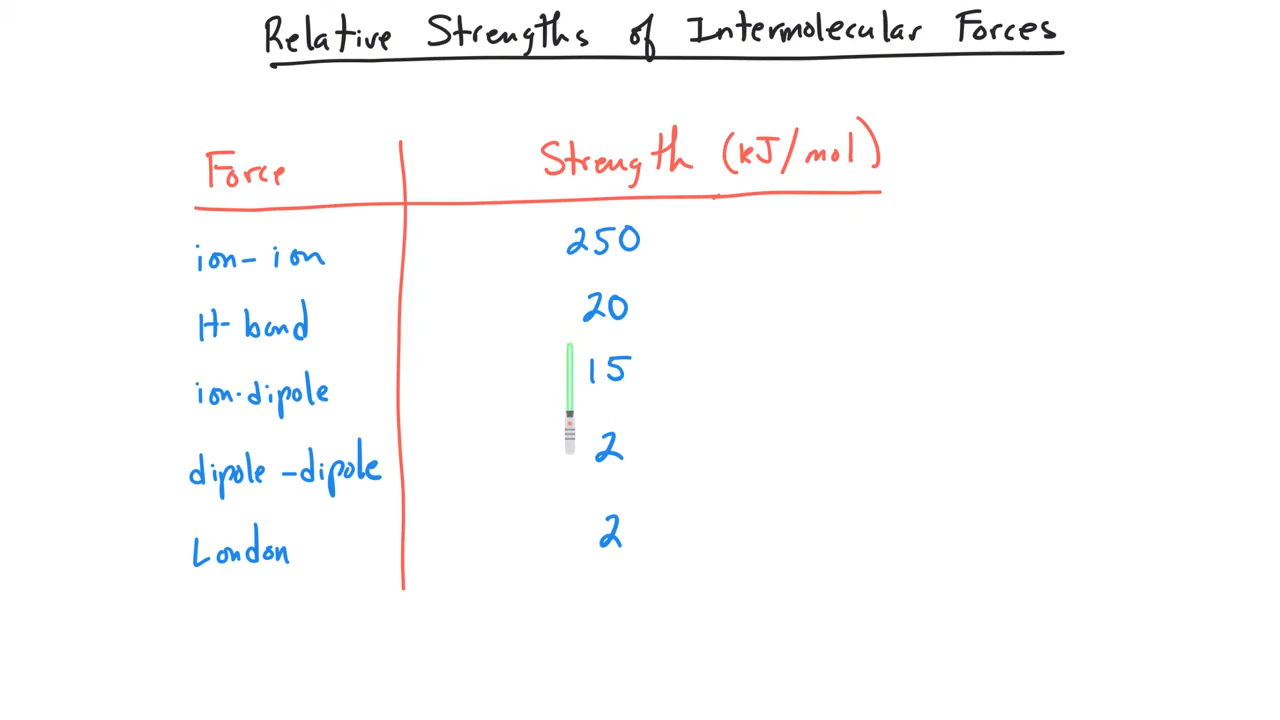 Relative Strengths of Intermolecular Forces
Force Strength (kJ/mol)
ion-ion 250
H-bond 20
ion-dipole 15
dipole-dipole 2
London 2